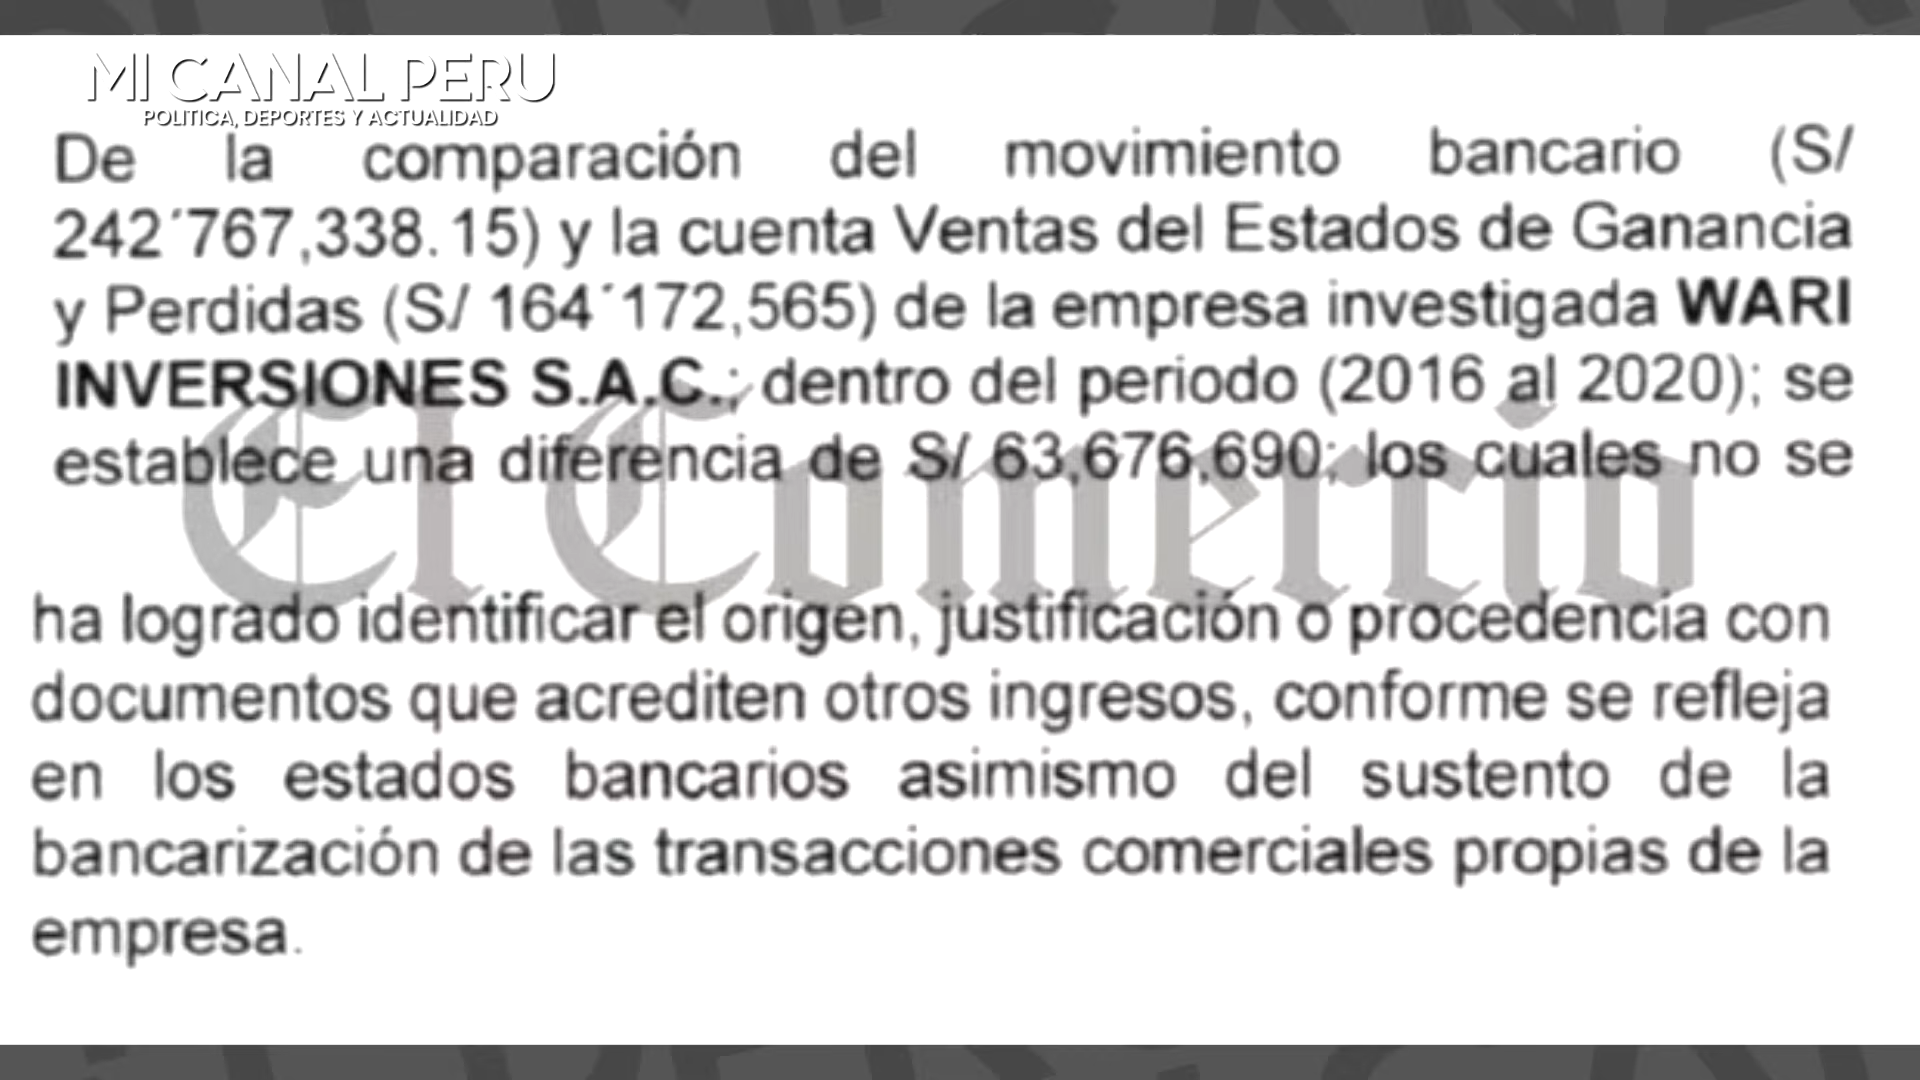 MI CANAL PERU
POLITICA, DEPORTES Y ACTUALIDAD
De la comparación del movimiento bancario (S/
242´767,338.15) y la cuenta Ventas del Estados de Ganancia
y Perdidas (S/ 164´172,565) de la empresa investigada WARI
INVERSIONES S.A.C.; dentro del periodo (2016 al 2020); se
establece una diferencia de S/ 63,676,690; los cuales no se
El Comercio
ha logrado identificar el origen, justificación o procedencia con
documentos que acrediten otros ingresos, conforme se refleja
en los estados bancarios asimismo del sustento de la
bancarización de las transacciones comerciales propias de la
empresa.